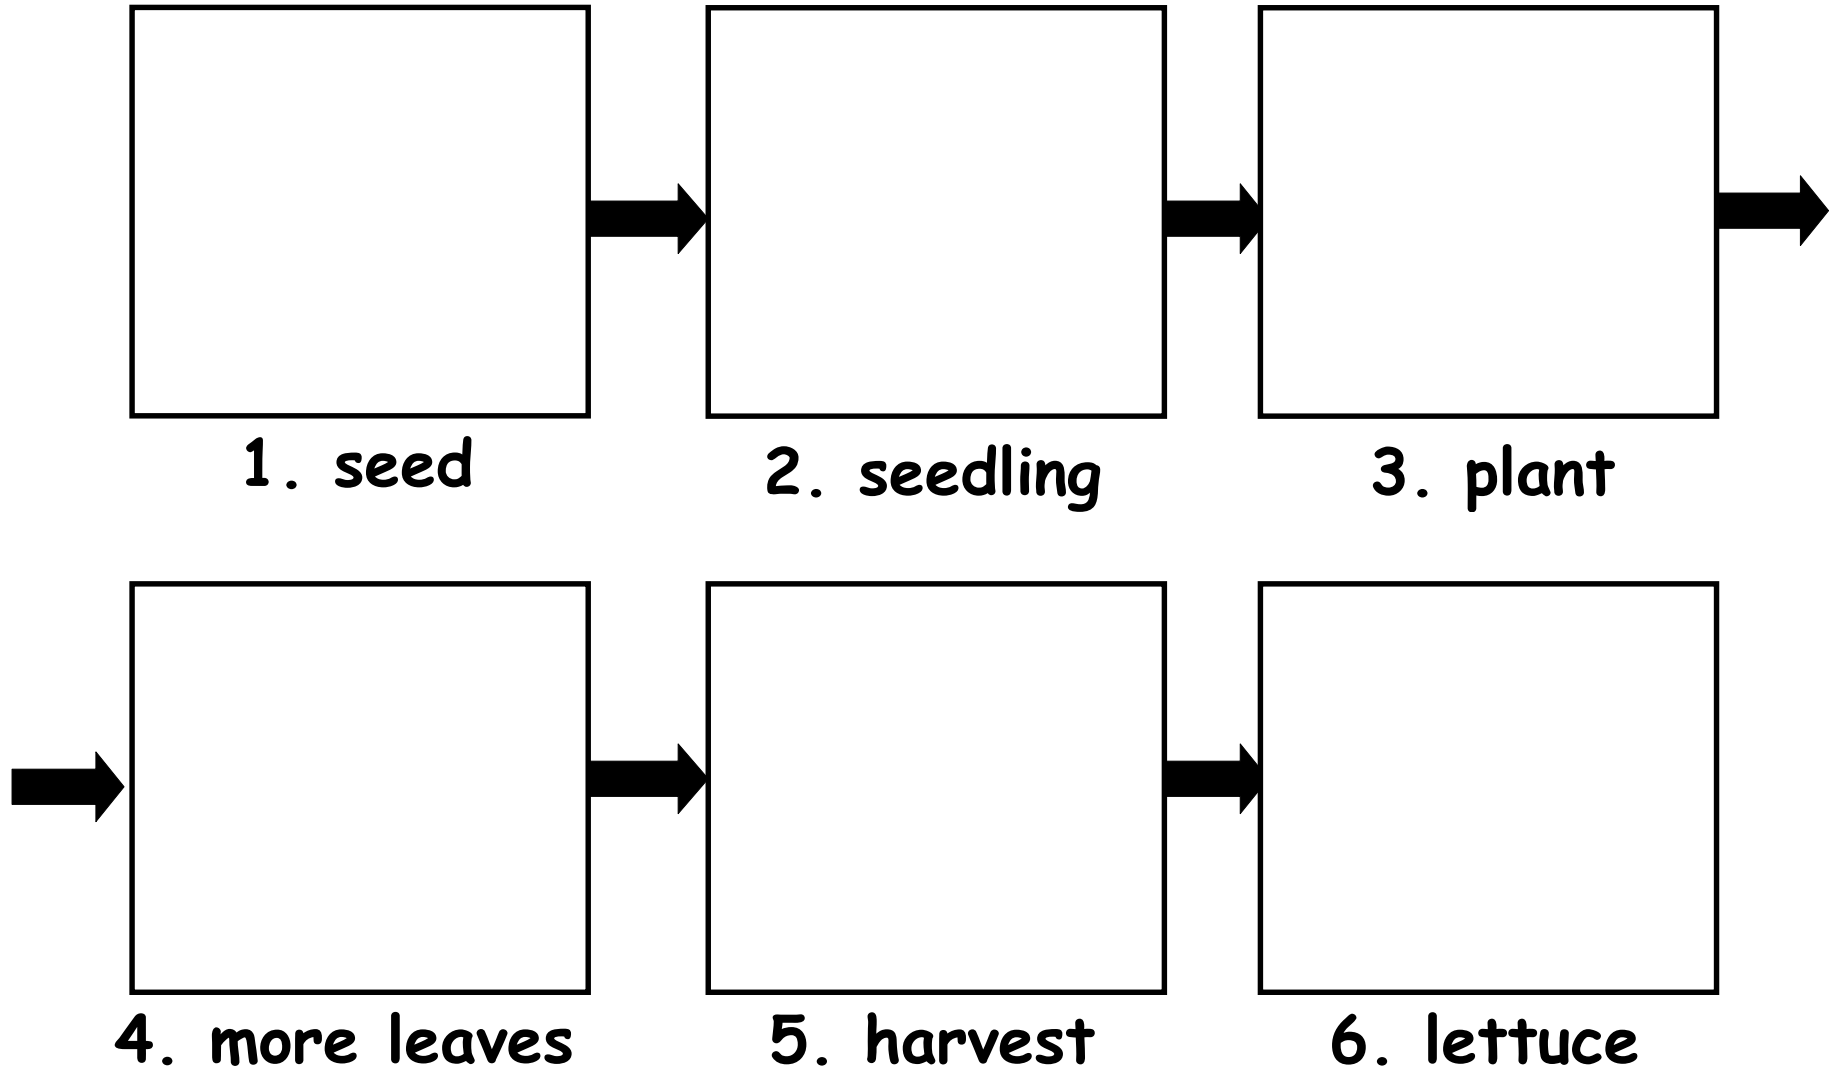 1. seed
2. seedling
3. plant
4. more leaves
5. harvest
6. lettuce